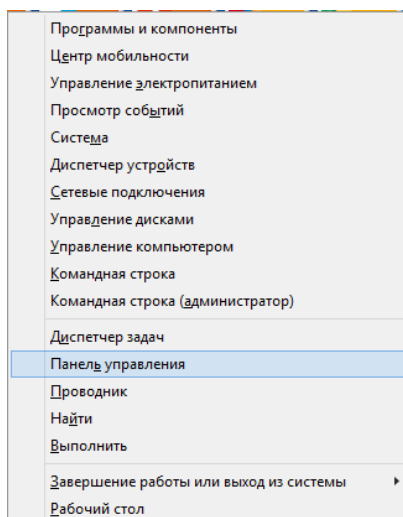 Программы и компоненты
Центр мобильности
Управление электропитанием
Просмотр событий
Система
Диспетчер устройств
Сетевые подключения
Управление дисками
Управление компьютером
Командная строка
Командная строка (администратор)
Диспетчер задач
Панель управления
Проводник
Найти
Выполнить
Завершение работы или выход из системы
Рабочий стол